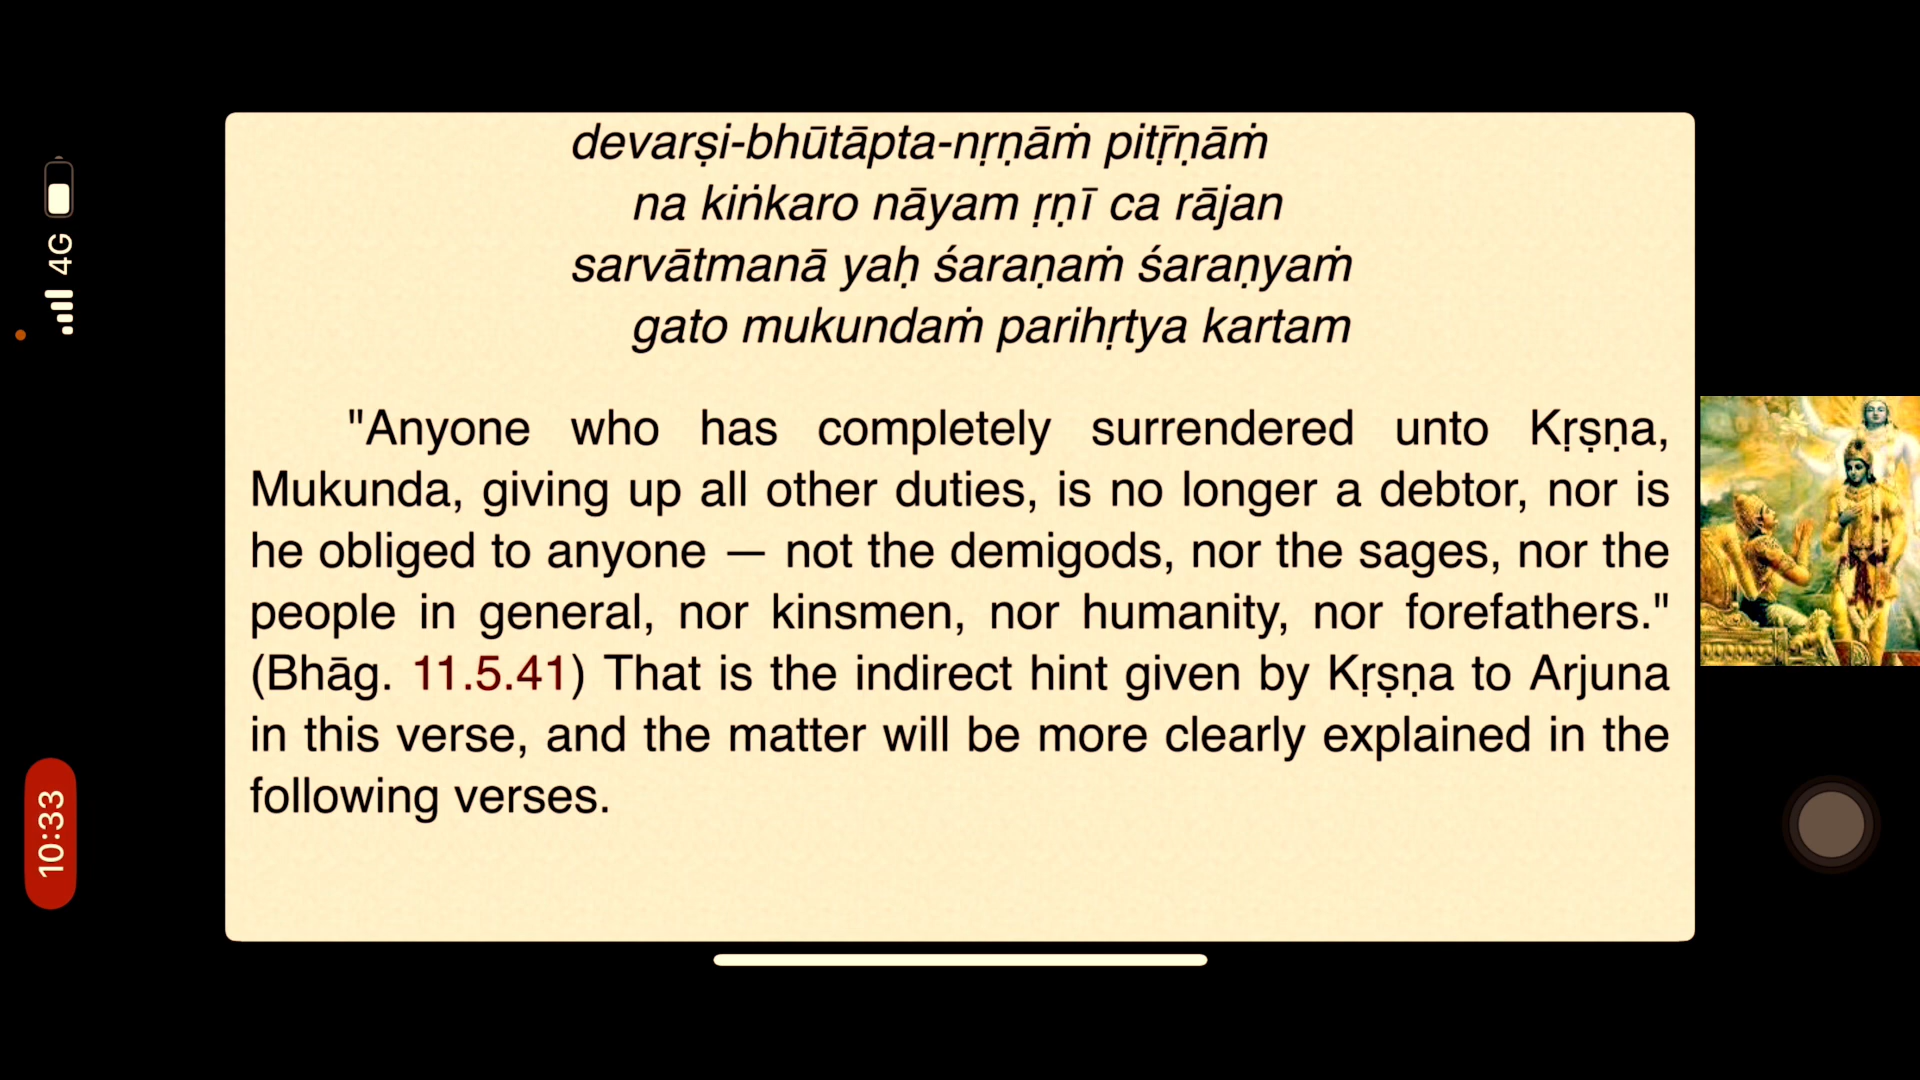 devarṣi-bhūtāpta-nṛṇāṁ pitṝṇāṁ
na kiṅkaro nāyam ṛṇī ca rājan
sarvātmanā yaḥ śaraṇaṁ śaraṇyaṁ
gato mukundaṁ parihṛtya kartam
"Anyone who has completely surrendered unto Kṛṣṇa,
Mukunda, giving up all other duties, is no longer a debtor, nor is
he obliged to anyone — not the demigods, nor the sages, nor the
people in general, nor kinsmen, nor humanity, nor forefathers."
(Bhāg. 11.5.41) That is the indirect hint given by Kṛṣṇa to Arjuna
in this verse, and the matter will be more clearly explained in the
following verses.
4G
10:33